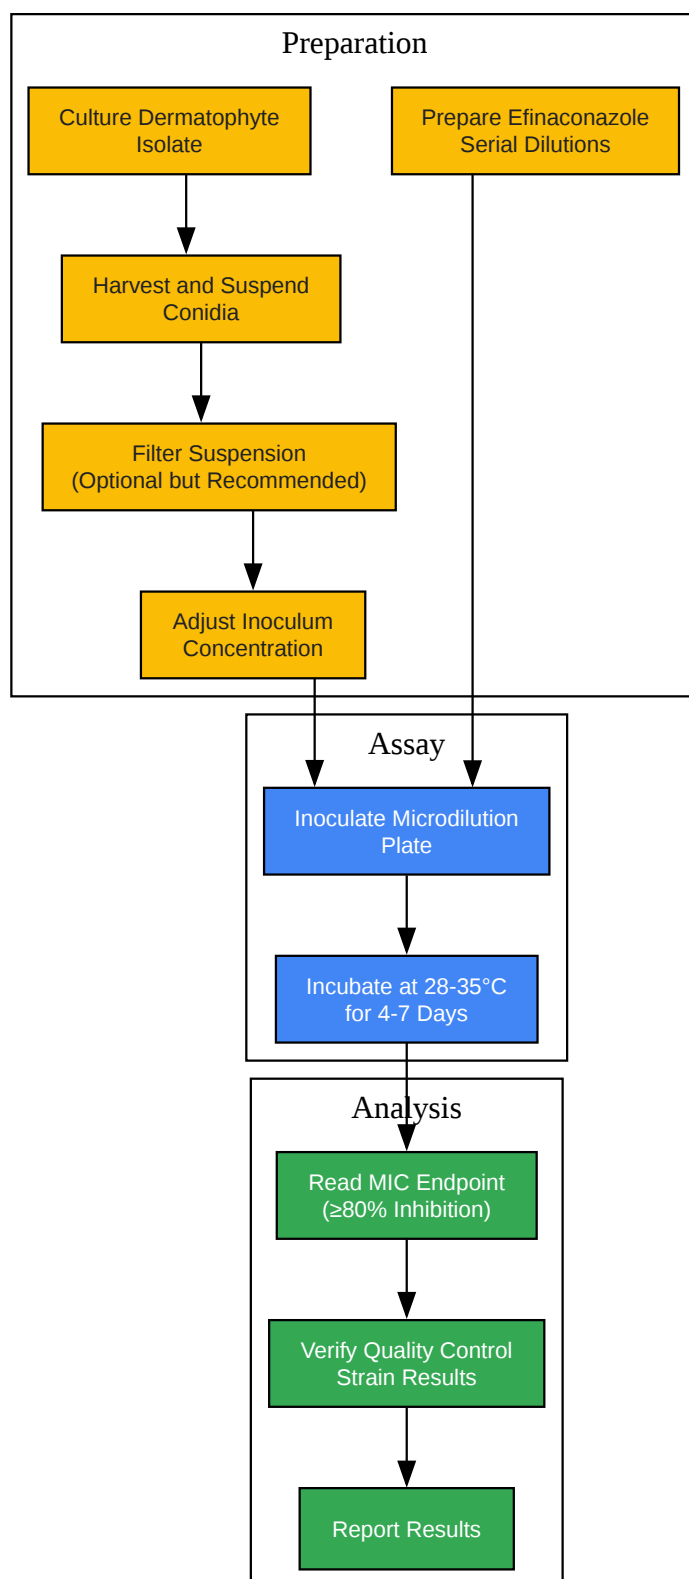 Preparation
Culture Dermatophyte
Isolate
Prepare Efinaconazole
Serial Dilutions
Harvest and Suspend
Conidia
Filter Suspension
(Optional but Recommended)
Adjust Inoculum
Concentration
Assay
Inoculate Microdilution
Plate
Incubate at 28-35°C
for 4-7 Days
Analysis
Read MIC Endpoint
(≥80% Inhibition)
Verify Quality Control
Strain Results
Report Results